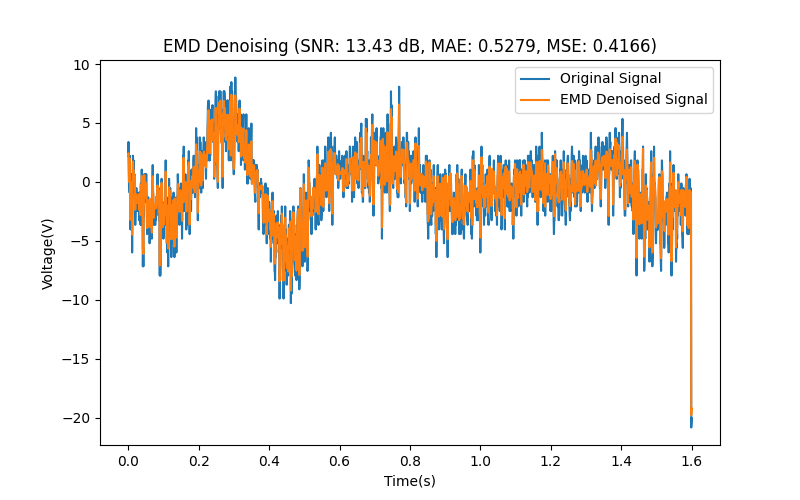 EMD Denoising (SNR: 13.43 dB, MAE: 0.5279, MSE: 0.4166)
Original Signal
EMD Denoised Signal
Voltage(V)
10
5
0
−5
−10
−15
−20
0.0 0.2 0.4 0.6 0.8 1.0 1.2 1.4 1.6
Time(s)